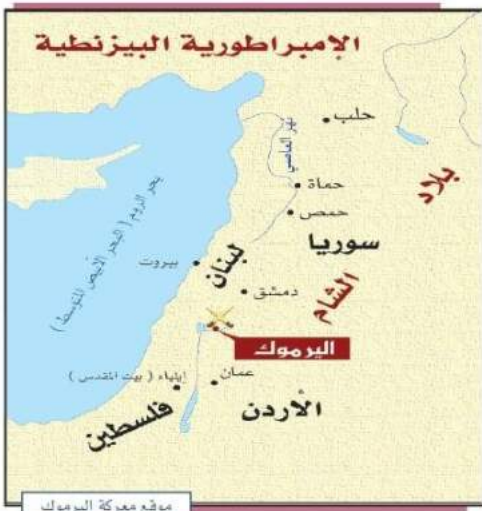 الإمبراطورية البيزنطية
حلب
نهر العاصي
بلاد
حماة
حمص
سوريا
لبنان
بحر الروم ( البحر الابيض المتوسط )
بيروت
الشام
دمشق
اليرموك
عمان
إيلياء ( بيت المقدس )
الأردن
فلسطين
موقع معركة اليرموك